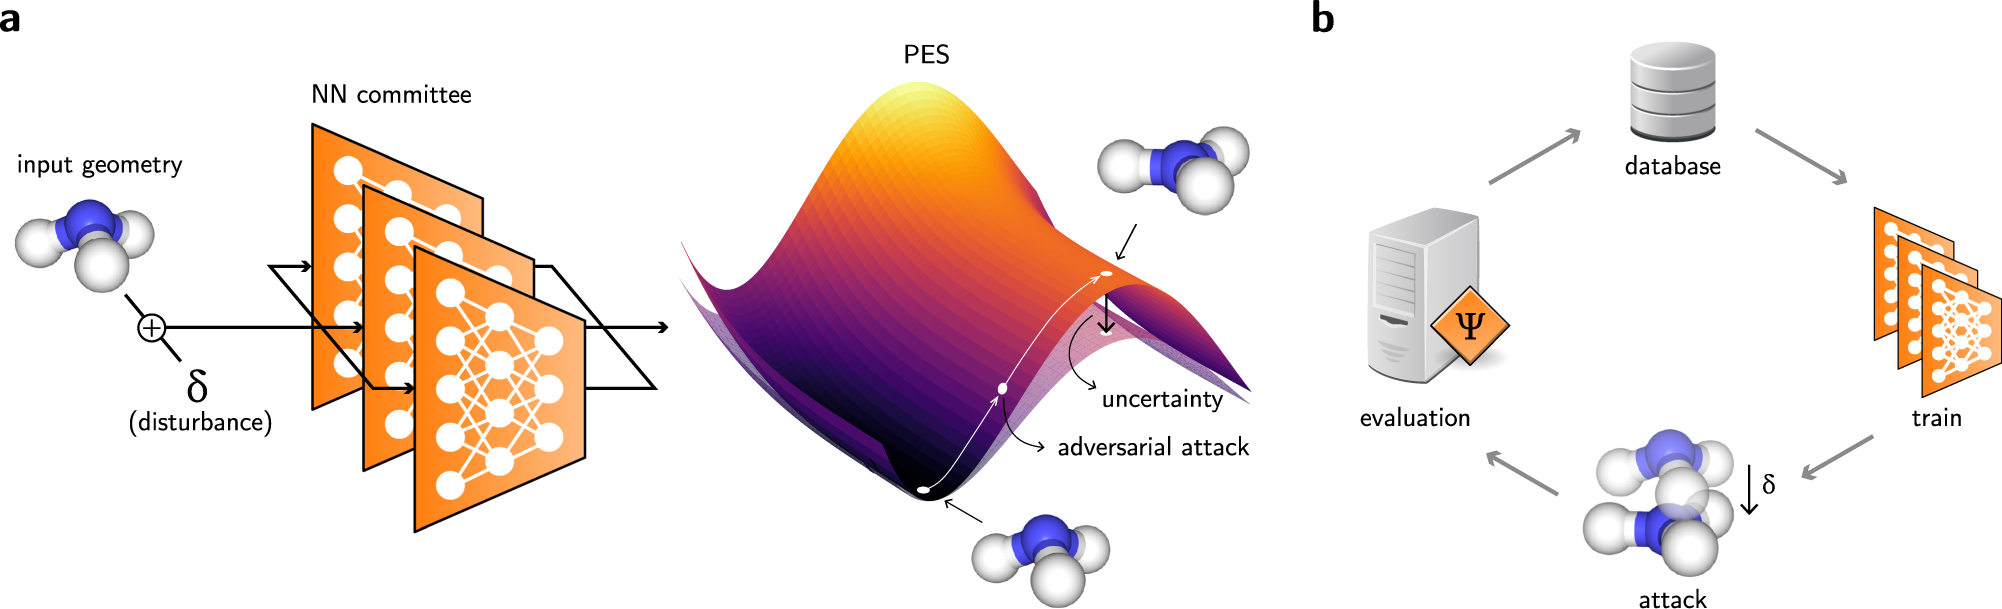 a
NN committee
input geometry
δ
(disturbance)
PES
uncertainty
adversarial attack
b
database
Ψ
evaluation
train
δ
attack